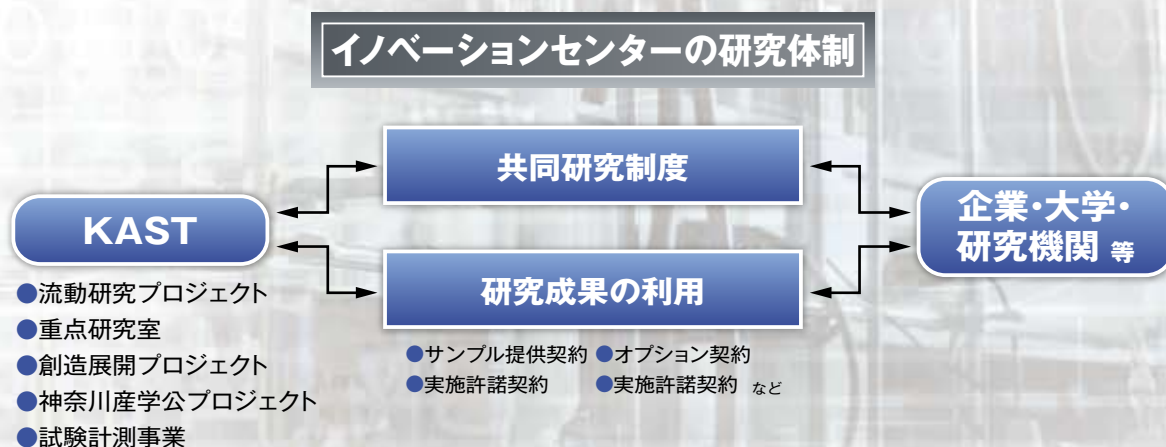 イノベーションセンターの研究体制
共同研究制度
KAST
企業・大学・
研究機関 等
研究成果の利用
●流動研究プロジェクト
●重点研究室
●創造展開プロジェクト
●神奈川産学公プロジェクト
●試験計測事業
●サンプル提供契約 ●オプション契約
●実施許諾契約 ●実施許諾契約 など